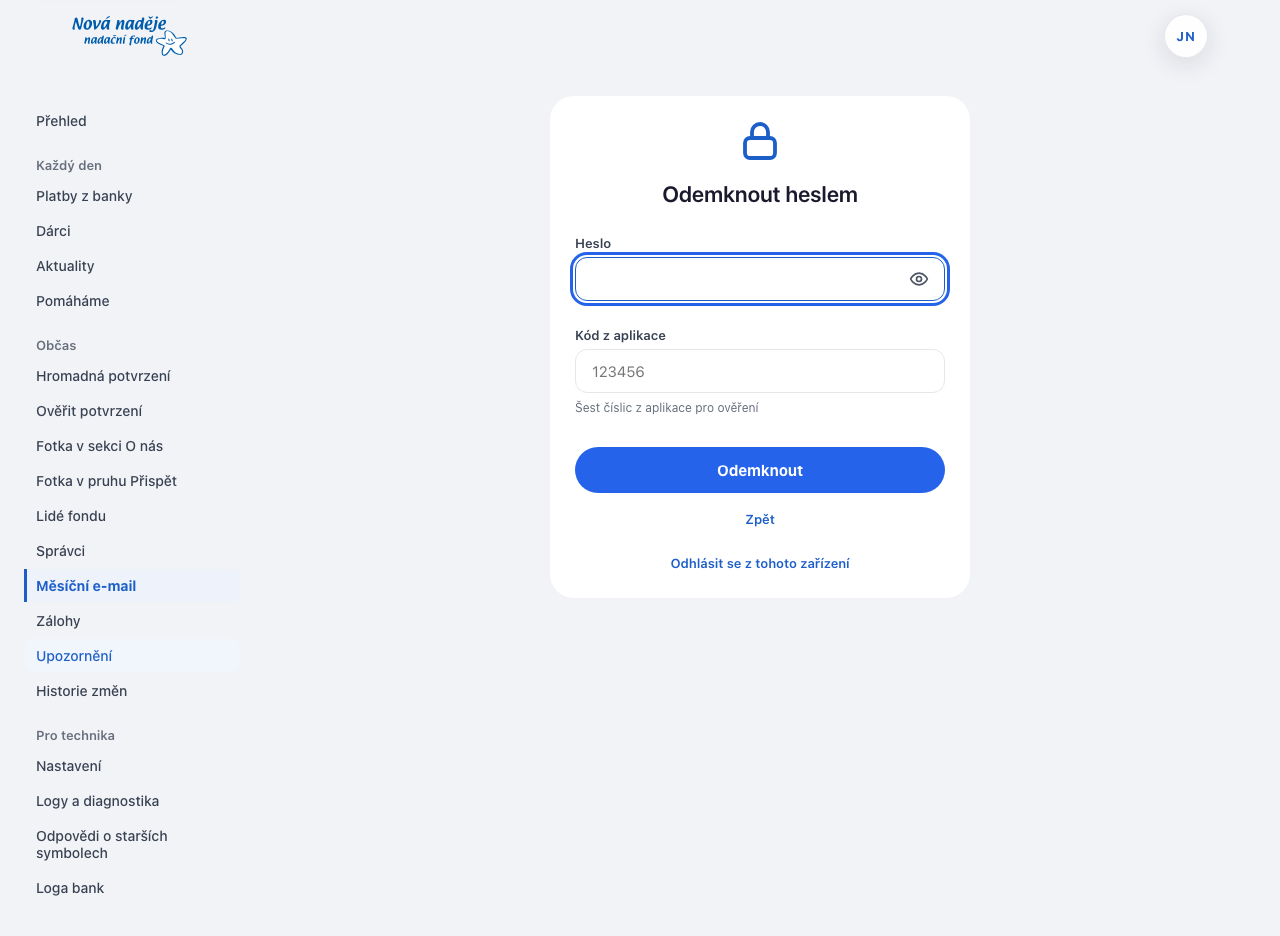 Nová naděje
nadační fond
JN
Přehled
Každý den
Platby z banky
Dárci
Aktuality
Pomáháme
Občas
Hromadná potvrzení
Ověřit potvrzení
Fotka v sekci O nás
Fotka v pruhu Přispět
Lidé fondu
Správci
Měsíční e-mail
Zálohy
Upozornění
Historie změn
Pro technika
Nastavení
Logy a diagnostika
Odpovědi o starších
symbolech
Loga bank
Odemknout heslem
Heslo
Kód z aplikace
123456
Šest číslic z aplikace pro ověření
Odemknout
Zpět
Odhlásit se z tohoto zařízení